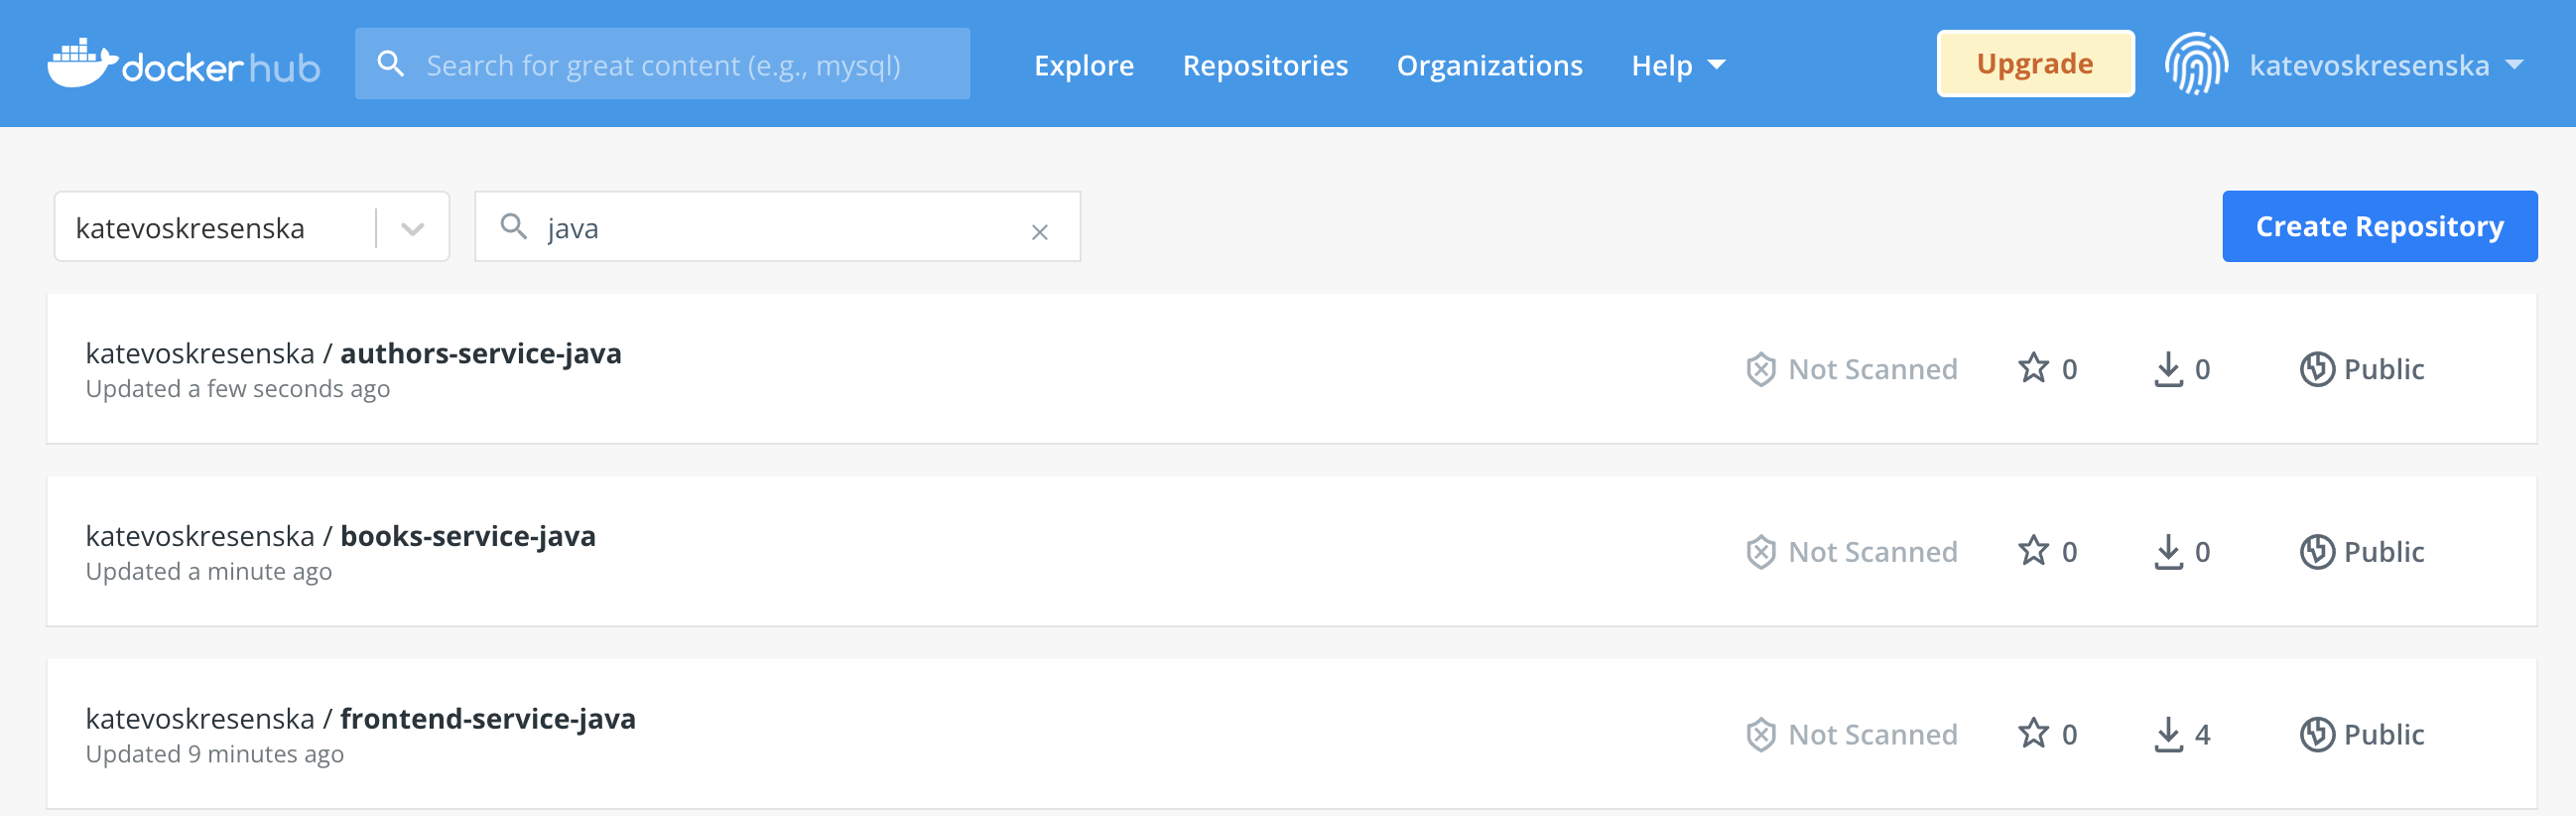 docker hub Search for great content (e.g., mysql) Explore Repositories Organizations Help Upgrade katevoskresenska
katevoskresenska java Create Repository
katevoskresenska / authors-service-java
Updated a few seconds ago
Not Scanned 0 0 Public
katevoskresenska / books-service-java
Updated a minute ago
Not Scanned 0 0 Public
katevoskresenska / frontend-service-java
Updated 9 minutes ago
Not Scanned 0 4 Public